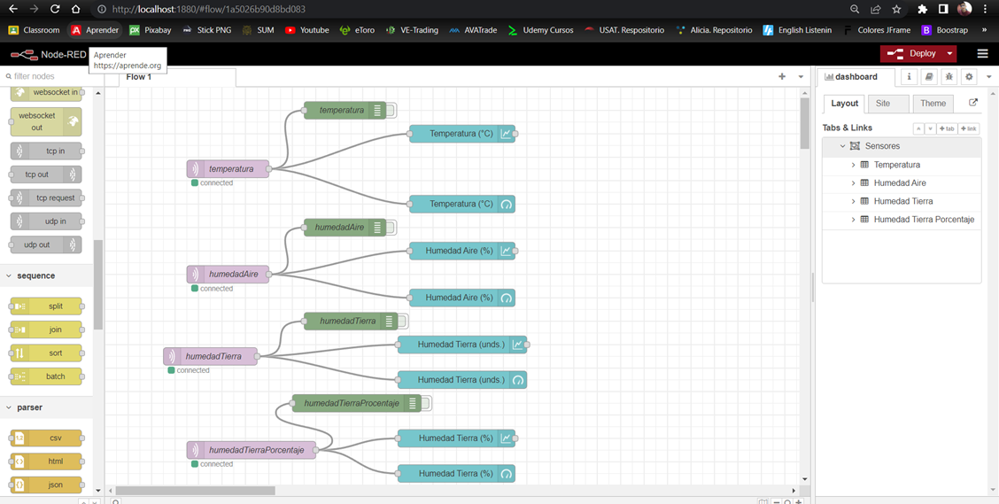 http://localhost:1880/#flow/1a5026b90d8bd083
Classroom
Aprender
Pixabay
Stick PNG
SUM
Youtube
eToro
VE-Trading
AVATrade
Udemy Cursos
USAT. Respositorio
Alicia. Repositorio
English Listenin
Colores JFrame
Boostrap
»
Node-RED
Aprender
https://aprende.org
Deploy
filter nodes
Flow 1
dashboard
websocket in
websocket
out
tcp in
tcp out
tcp request
udp in
udp out
sequence
split
join
sort
batch
parser
csv
html
json
temperatura
Temperatura (°C)
temperatura
connected
Temperatura (°C)
humedadAire
Humedad Aire (%)
humedadAire
connected
Humedad Aire (%)
humedadTierra
Humedad Tierra (unds.)
humedadTierra
connected
Humedad Tierra (unds.)
humedadTierraProcentaje
Humedad Tierra (%)
humedadTierraPorcentaje
connected
Humedad Tierra (%)
Layout
Site
Theme
Tabs & Links
+ tab
+ link
Sensores
Temperatura
Humedad Aire
Humedad Tierra
Humedad Tierra Porcentaje